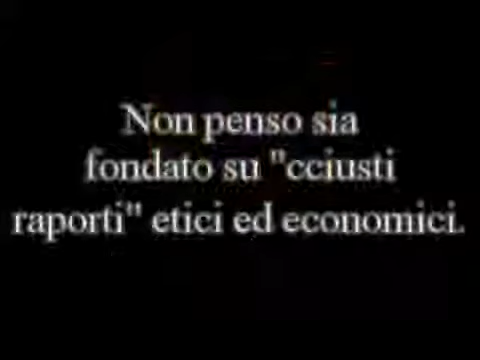 Non penso sia
fondato su "cciusti
raporti" etici ed economici.